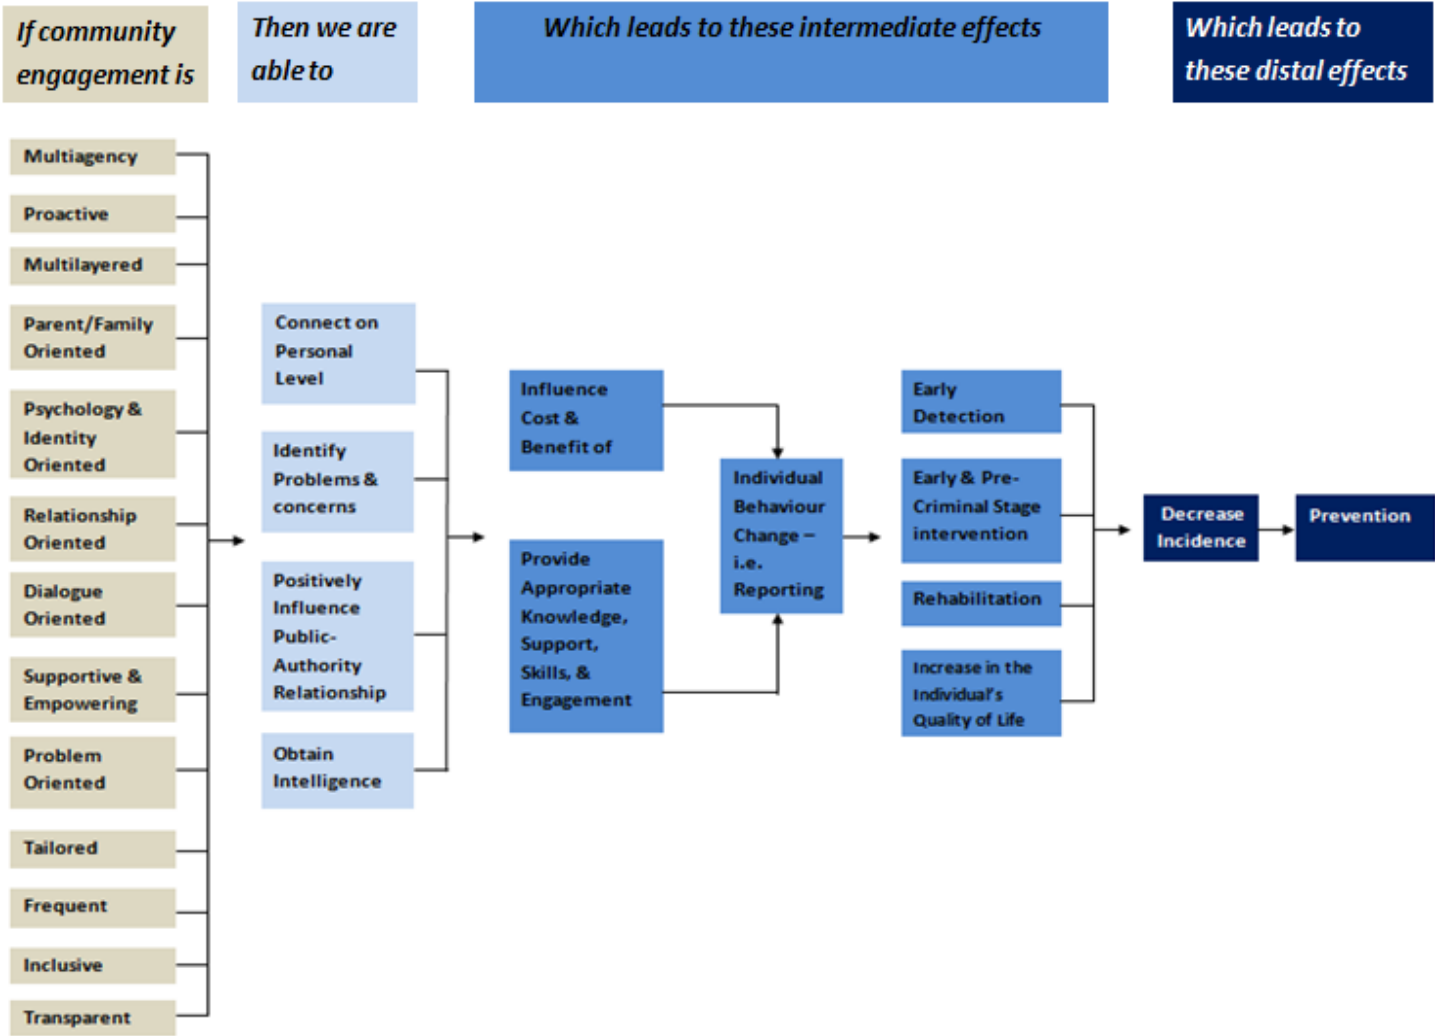 If community
engagement is
Then we are
able to
Which leads to these intermediate effects
Which leads to
these distal effects
Multiagency
Proactive
Multilayered
Parent/Family
Oriented
Psychology &
Identity
Oriented
Relationship
Oriented
Dialogue
Oriented
Supportive &
Empowering
Problem
Oriented
Tailored
Frequent
Inclusive
Transparent
Connect on
Personal
Level
Identify
Problems &
concerns
Positively
Influence
Public-
Authority
Relationship
Obtain
Intelligence
Influence
Cost &
Benefit of
Provide
Appropriate
Knowledge,
Support,
Skills, &
Engagement
Individual
Behaviour
Change –
i.e.
Reporting
Early
Detection
Early & Pre-
Criminal Stage
intervention
Rehabilitation
Increase in the
Individual's
Quality of Life
Decrease
Incidence
Prevention